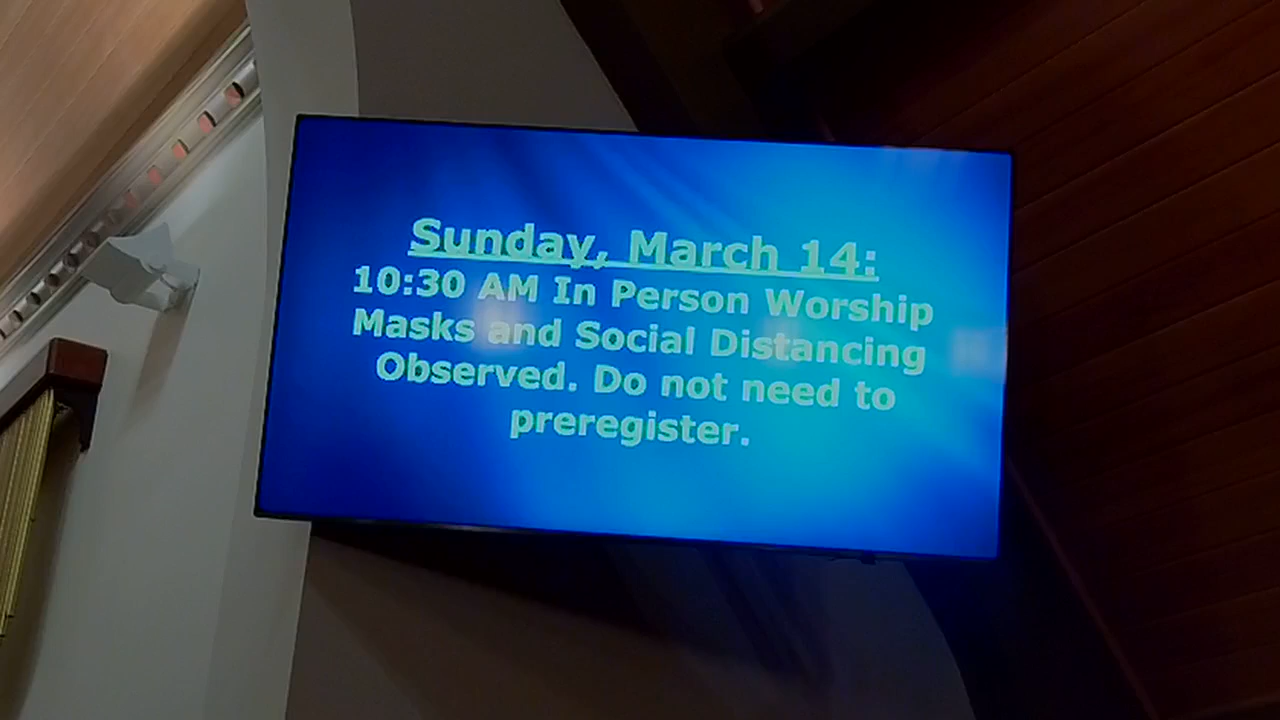 Sunday, March 14:
10:30 AM In Person Worship
Masks and Social Distancing
Observed. Do not need to
preregister.